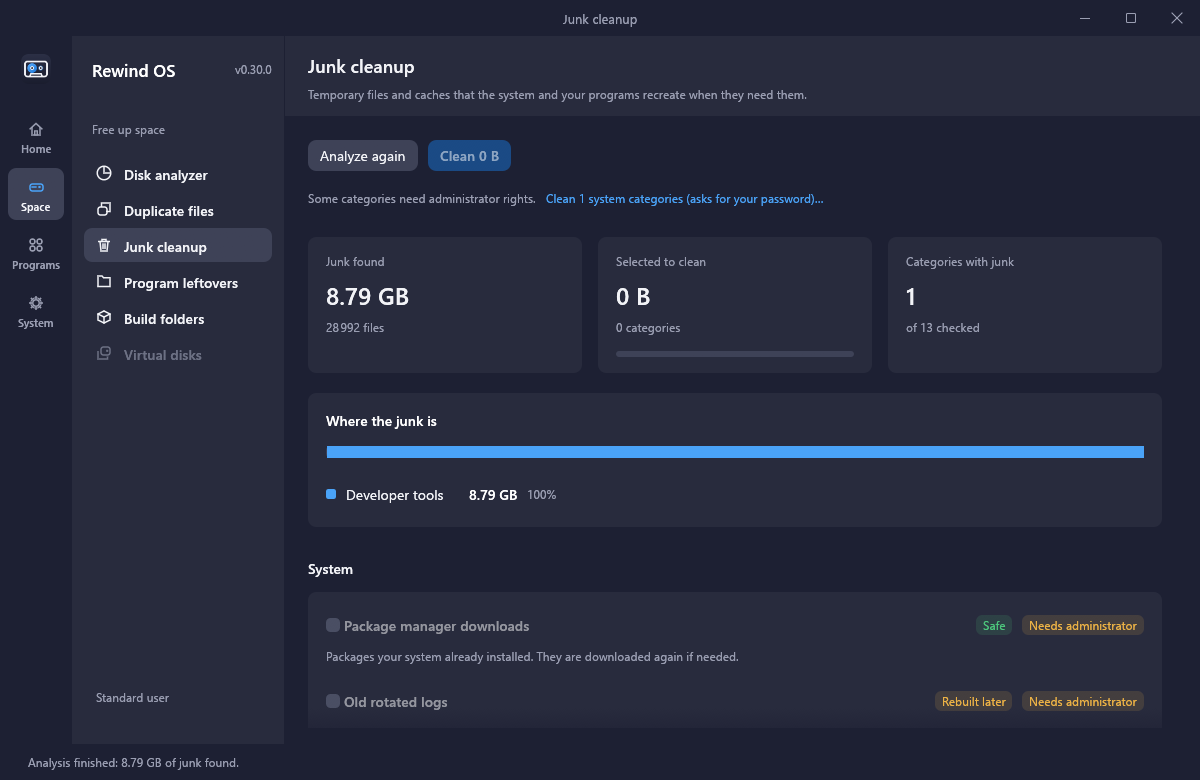 Junk cleanup
Rewind OS
v0.30.0
Home
Space
Programs
System
Free up space
Disk analyzer
Duplicate files
Junk cleanup
Program leftovers
Build folders
Virtual disks
Standard user
Junk cleanup
Temporary files and caches that the system and your programs recreate when they need them.
Analyze again
Clean 0 B
Some categories need administrator rights. Clean 1 system categories (asks for your password)...
Junk found
8.79 GB
28 992 files
Selected to clean
0 B
0 categories
Categories with junk
1
of 13 checked
Where the junk is
Developer tools 8.79 GB 100%
System
Package manager downloads Safe Needs administrator
Packages your system already installed. They are downloaded again if needed.
Old rotated logs Rebuilt later Needs administrator
Analysis finished: 8.79 GB of junk found.